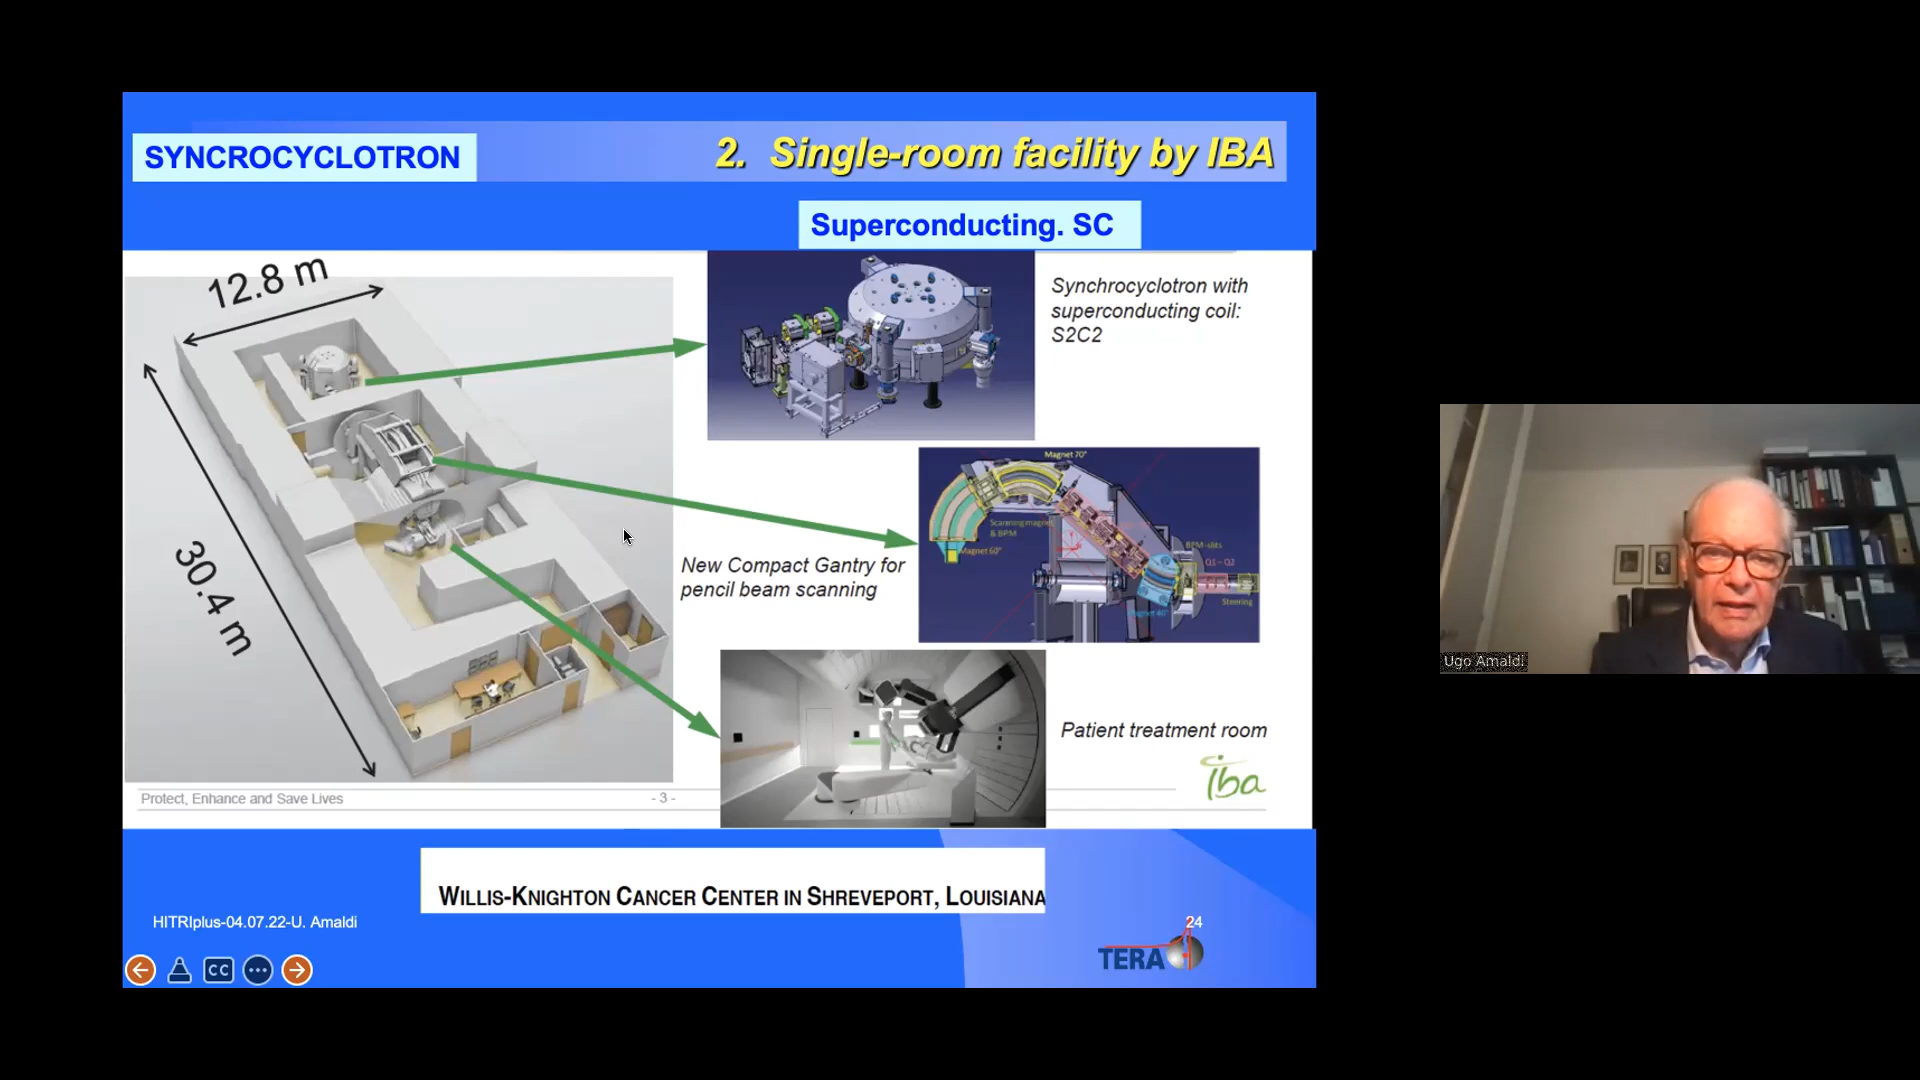 SYNCROCYCLOTRON
2. Single-room facility by IBA
Superconducting. SC
12.8 m
30.4 m
Synchrocyclotron with
superconducting coil:
S2C2
Magnet 70°
Scanning magnet
& BPM
Magnet 60°
BPM-slits
Q1 - Q2
Steering
New Compact Gantry for
pencil beam scanning
Patient treatment room
iba
Protect, Enhance and Save Lives
- 3 -
WILLIS-KNIGHTON CANCER CENTER IN SHREVEPORT, LOUISIANA
HITRIplus-04.07.22-U. Amaldi
24
TERA
CC
Ugo Amaldi